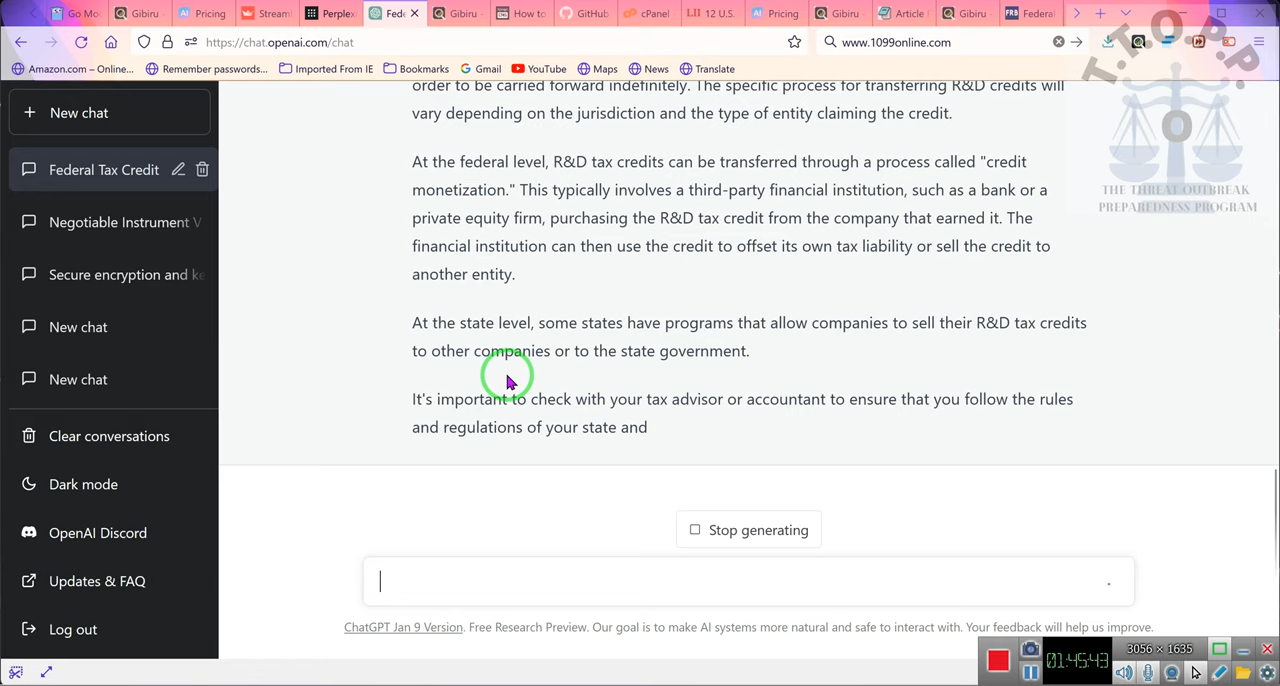 Go Mo
Gibiru
Pricing
Streaml
Perplex
Fede
Gibiru
How to
GitHub
cPanel
12 U.S.
Pricing
Gibiru
Article
Gibiru
Federal
https://chat.openai.com/chat
www.1099online.com
Amazon.com – Online...
Remember passwords...
Imported From IE
Bookmarks
Gmail
YouTube
Maps
News
Translate
T.T.O.P.P.
O
THE THREAT OUTBREAK
PREPAREDNESS PROGRAM
New chat
Federal Tax Credit
Negotiable Instrument V
Secure encryption and ke
New chat
New chat
Clear conversations
Dark mode
OpenAI Discord
Updates & FAQ
Log out
order to be carried forward indefinitely. The specific process for transferring R&D credits will
vary depending on the jurisdiction and the type of entity claiming the credit.
At the federal level, R&D tax credits can be transferred through a process called "credit
monetization." This typically involves a third-party financial institution, such as a bank or a
private equity firm, purchasing the R&D tax credit from the company that earned it. The
financial institution can then use the credit to offset its own tax liability or sell the credit to
another entity.
At the state level, some states have programs that allow companies to sell their R&D tax credits
to other companies or to the state government.
It's important to check with your tax advisor or accountant to ensure that you follow the rules
and regulations of your state and
Stop generating
ChatGPT Jan 9 Version. Free Research Preview. Our goal is to make AI systems more natural and safe to interact with. Your feedback will help us improve.
3056 × 1635
01:45:43